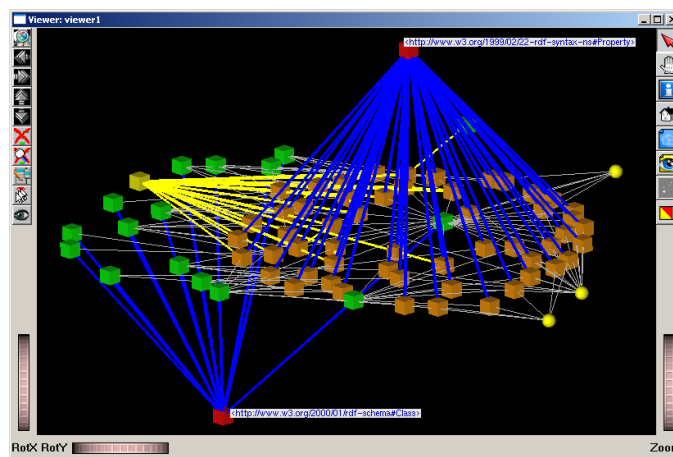 Viewer: viewer1
<http://www.w3.org/1999/02/22-rdf-syntax-ns#Property>
<http://www.w3.org/2000/01/rdf-schema#Class>
RotX RotY
Zoom